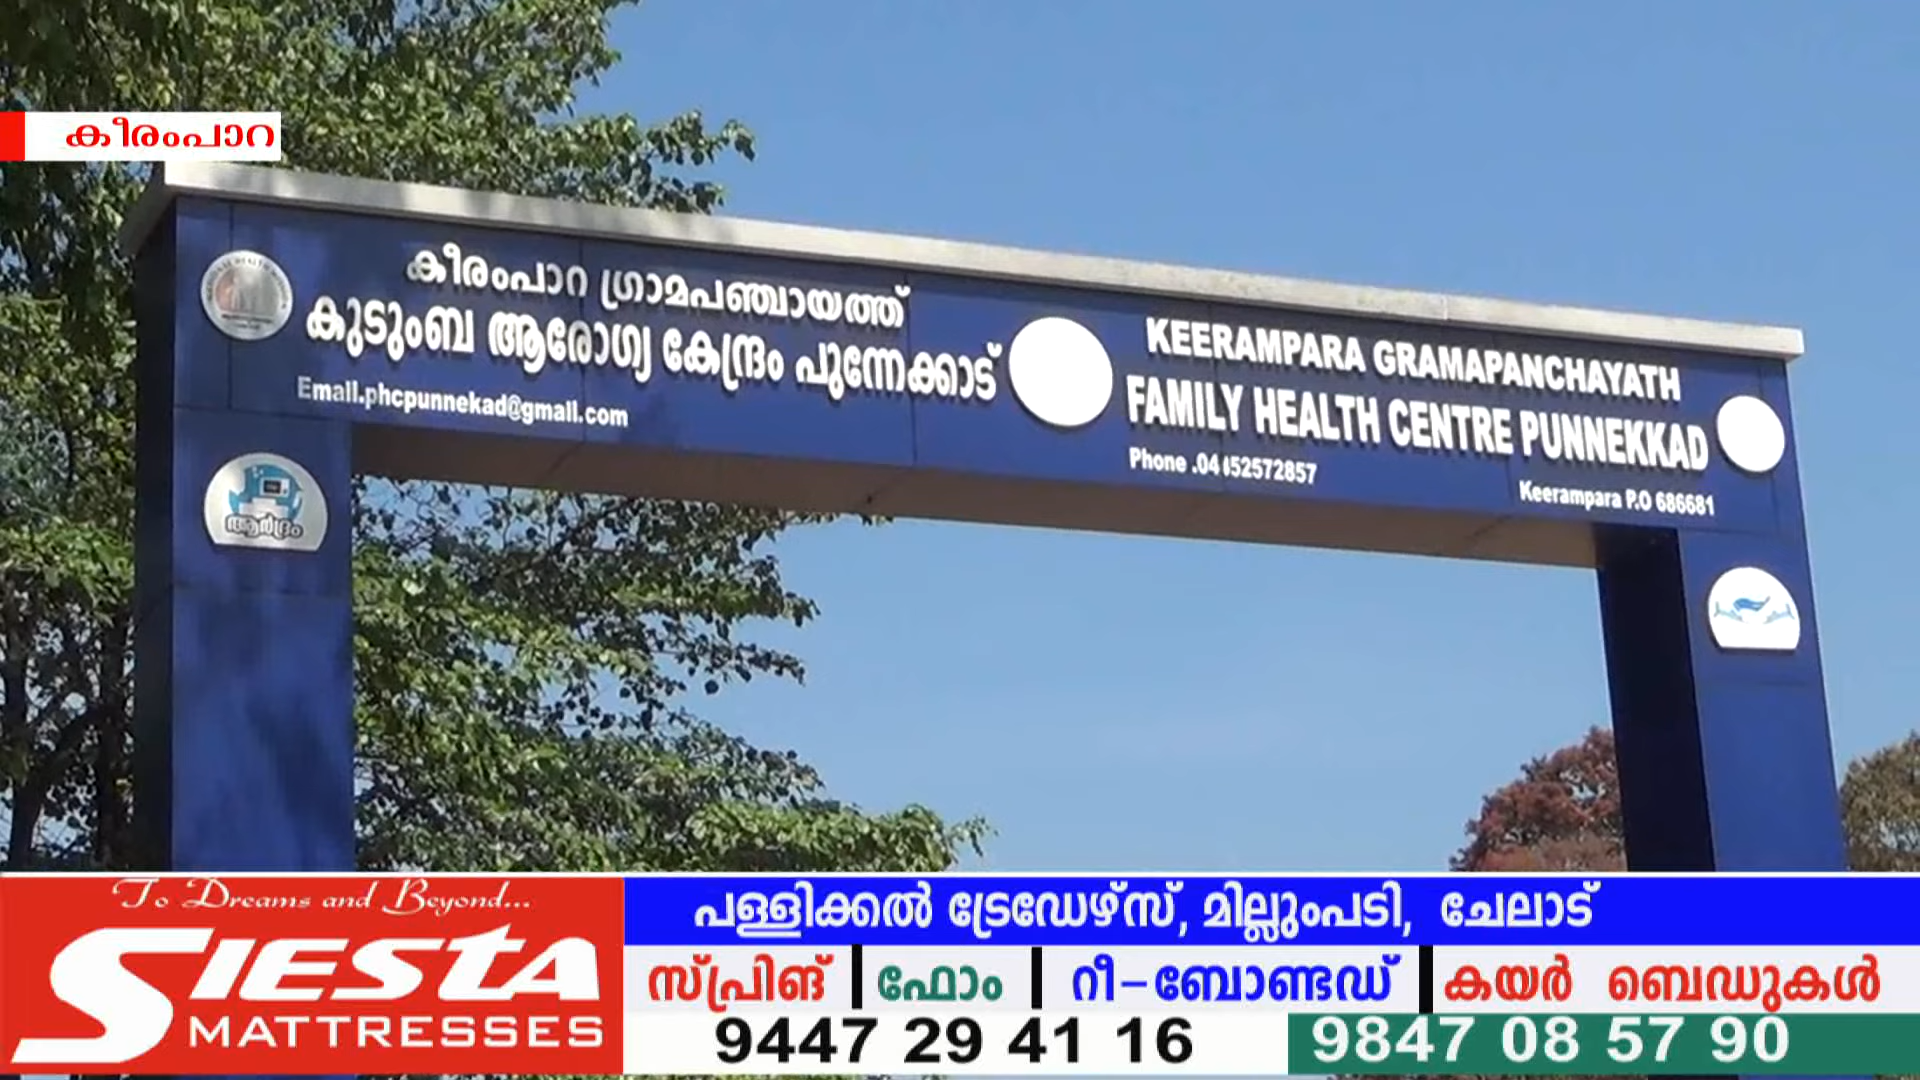 കീരംപാറ
കീരംപാറ ഗ്രാമപഞ്ചായത്ത്
കുടുംബ ആരോഗ്യ കേന്ദ്രം പുന്നേക്കാട്
Email.phcpunnekad@gmail.com
KEERAMPARA GRAMAPANCHAYATH
FAMILY HEALTH CENTRE PUNNEKKAD
Phone
Keerampara P.O 686681
ആർദ്രം
To Dreams and Beyond...
SIESTA
MATTRESSES
പള്ളിക്കൽ ട്രേഡേഴ്സ്, മില്ലുംപടി, ചേലാട്
സ്പ്രിങ് ഫോം റീ-ബോണ്ടഡ് കയർ ബെഡുകൾ
9447 29 41 16
9847 08 57 90